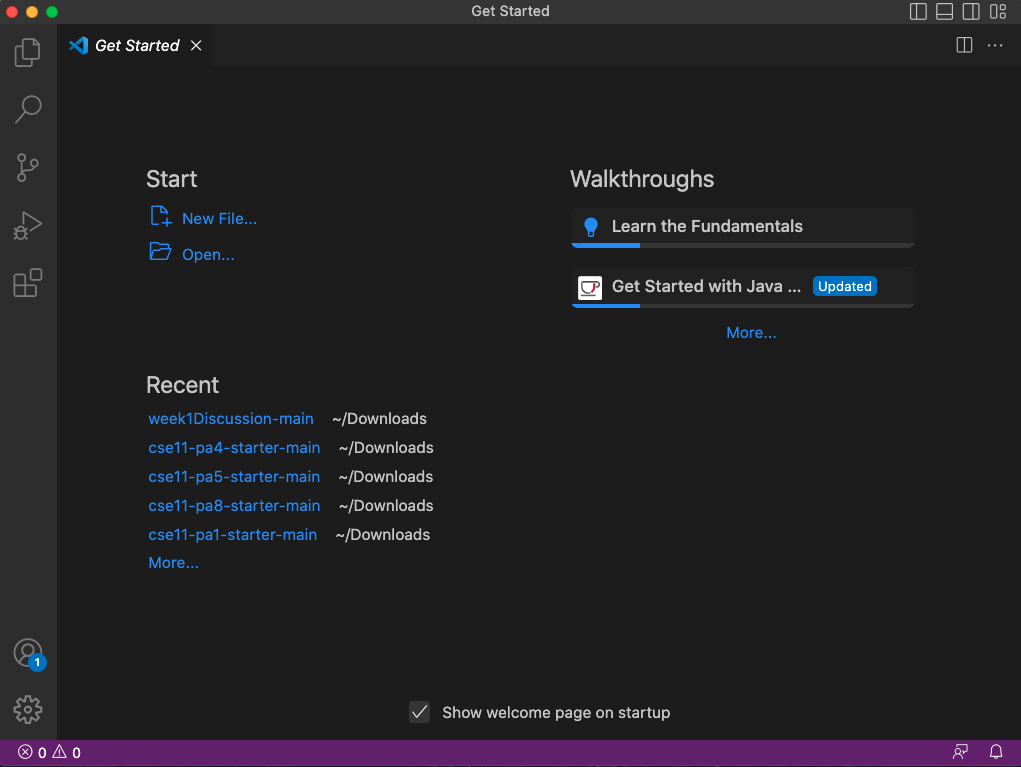 Get Started
Get Started
Start
New File...
Open...
Recent
week1Discussion-main ~/Downloads
cse11-pa4-starter-main ~/Downloads
cse11-pa5-starter-main ~/Downloads
cse11-pa8-starter-main ~/Downloads
cse11-pa1-starter-main ~/Downloads
More...
Walkthroughs
Learn the Fundamentals
Get Started with Java ... Updated
More...
1
Show welcome page on startup
0 0